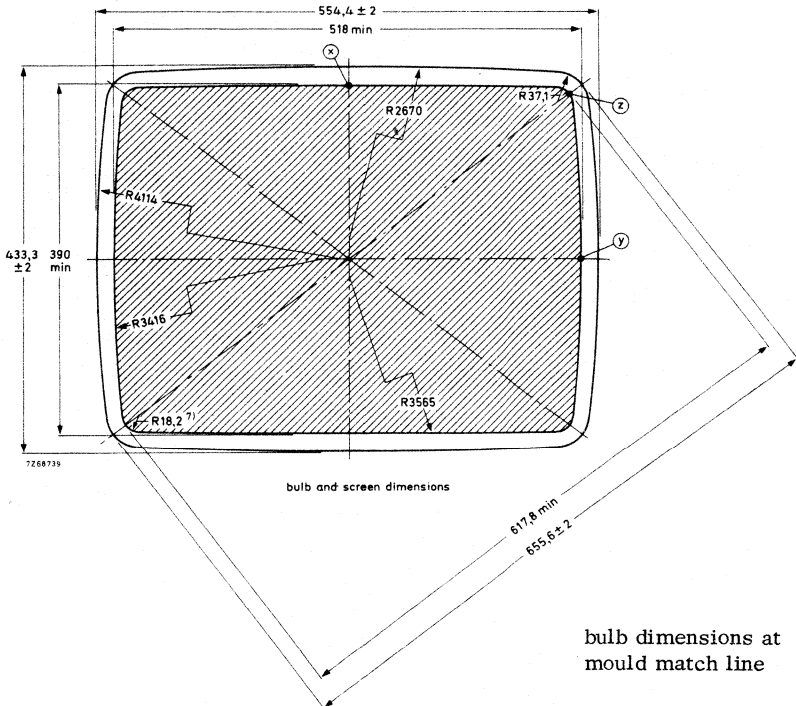 554,4 ± 2
518 min
x
R2670
R37,1
z
R4114
433,3
± 2
390
min
y
R3416
R3565
R18,2 7)
7Z68739
bulb and screen dimensions
617,8 min
655,6 ± 2
bulb dimensions at
mould match line